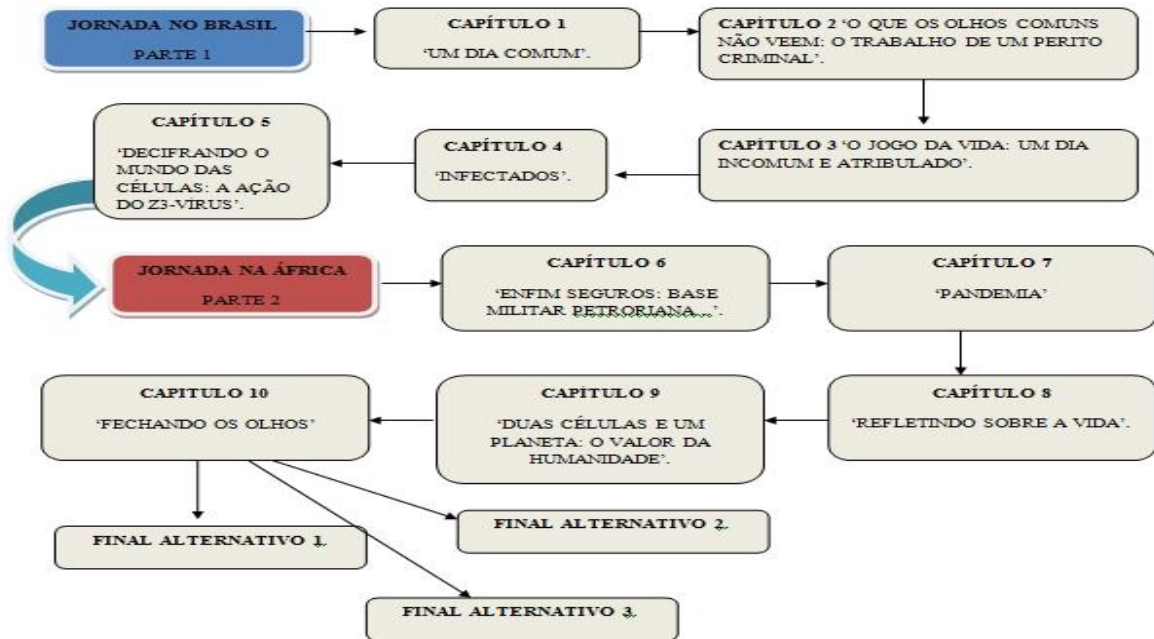 JORNADA NO BRASIL
PARTE 1
CAPÍTULO 1
‘UM DIA COMUM’.
CAPÍTULO 2 ‘O QUE OS OLHOS COMUNS
NÃO VEEM: O TRABALHO DE UM PERITO
CRIMINAL’.
CAPÍTULO 3 ‘O JOGO DA VIDA: UM DIA
INCOMUM E ATRIBULADO’.
CAPÍTULO 4
‘INFECTADOS’.
CAPÍTULO 5
‘DECIFRANDO O
MUNDO DAS
CÉLULAS: A AÇÃO
DO Z3-VÍRUS’.
JORNADA NA ÁFRICA
PARTE 2
CAPÍTULO 6
‘ENFIM SEGUROS: BASE
MILITAR PETRORIANA...’.
CAPÍTULO 7
‘PANDEMIA’
CAPÍTULO 8
‘REFLETINDO SOBRE A VIDA’.
CAPÍTULO 9
‘DUAS CÉLULAS E UM
PLANETA: O VALOR DA
HUMANIDADE’.
CAPITULO 10
‘FECHANDO OS OLHOS’
FINAL ALTERNATIVO 1.
FINAL ALTERNATIVO 2.
FINAL ALTERNATIVO 3.